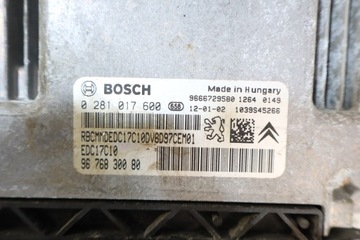 BOSCH
Made in Hungary
0 281 017 600 658
9666729580 1264 0149
12-01-02 1039S45266
EDC17C10
96 768 300 80